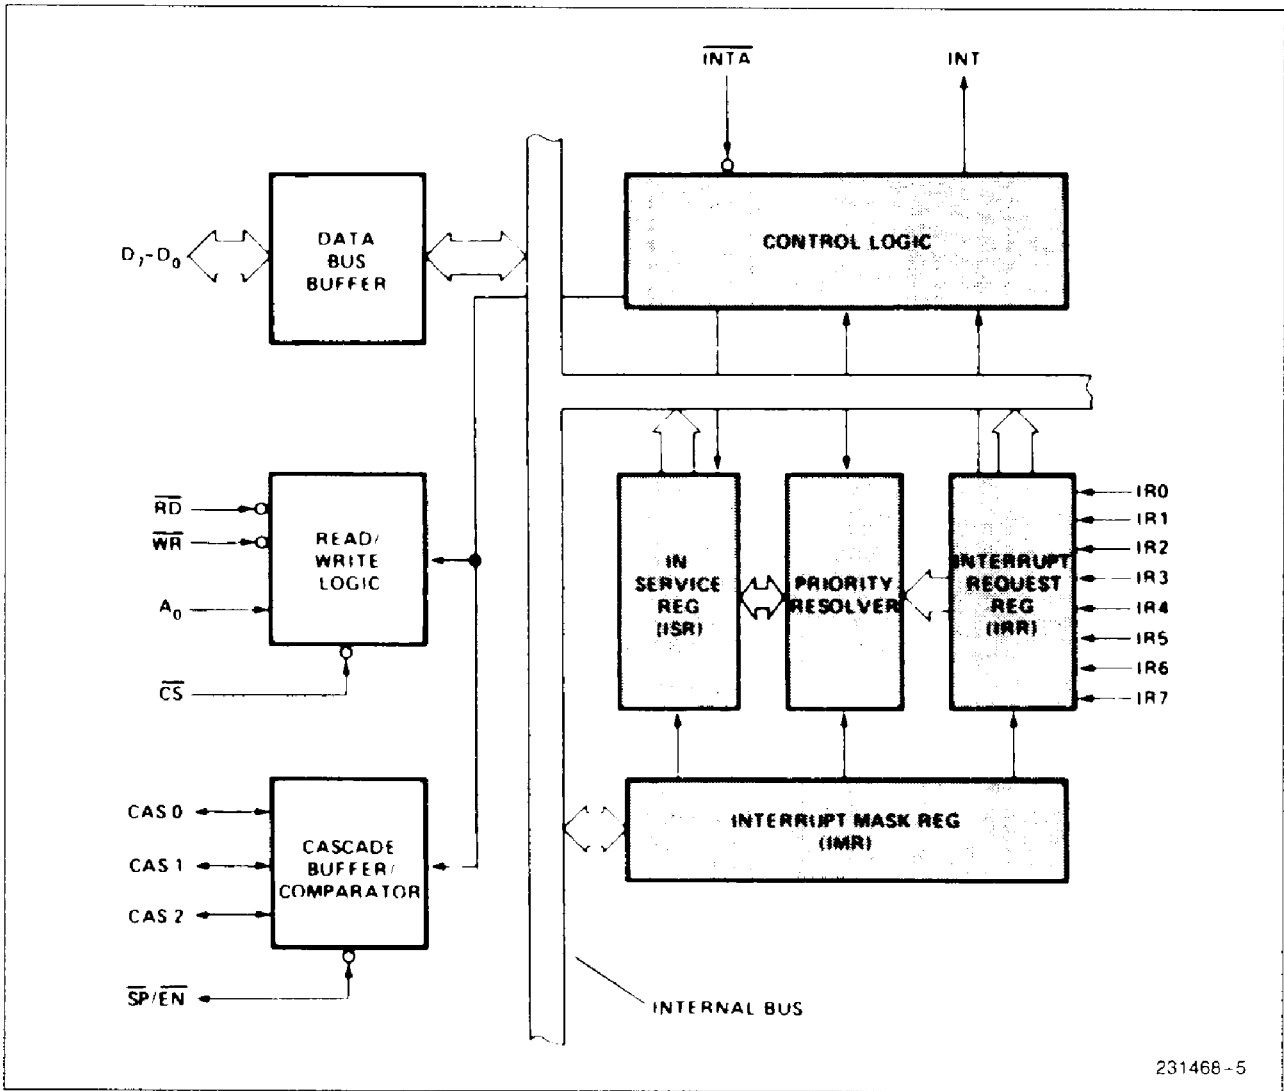 INTA
INT
DATA
BUS
BUFFER
D7-D0
CONTROL LOGIC
RD
WR
A0
CS
READ/
WRITE
LOGIC
IN
SERVICE
REG
(ISR)
PRIORITY
RESOLVER
INTERRUPT
REQUEST
REG
(IRR)
IR0
IR1
IR2
IR3
IR4
IR5
IR6
IR7
CAS 0
CAS 1
CAS 2
SP/EN
CASCADE
BUFFER/
COMPARATOR
INTERRUPT MASK REG
(IMR)
INTERNAL BUS
231468-5